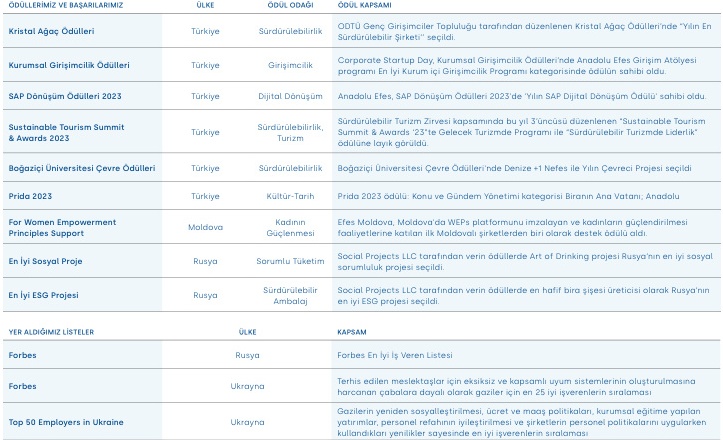 ÖDÜLLERİMİZ VE BAŞARILARIMIZ ÜLKE ÖDÜL ODAĞI ÖDÜL KAPSAMI
Kristal Ağaç Ödülleri Türkiye Sürdürülebilirlik ODTÜ Genç Girişimciler Topluluğu tarafından düzenlenen Kristal Ağaç Ödülleri'nde "Yılın En
Sürdürülebilir Şirketi" seçildi.
Kurumsal Girişimcilik Ödülleri Türkiye Girişimcilik Corporate Startup Day, Kurumsal Girişimcilik Ödülleri'nde Anadolu Efes Girişim Atölyesi
programı En İyi Kurum içi Girişimcilik Programı kategorisinde ödülün sahibi oldu.
SAP Dönüşüm Ödülleri 2023 Türkiye Dijital Dönüşüm Anadolu Efes, SAP Dönüşüm Ödülleri 2023'de 'Yılın SAP Dijital Dönüşüm Ödülü' sahibi oldu.
Sustainable Tourism Summit
& Awards 2023
Türkiye
Sürdürülebilirlik,
Turizm
Sürdürülebilir Turizm Zirvesi kapsamında bu yıl 3'üncüsü düzenlenen "Sustainable Tourism
Summit & Awards '23"te Gelecek Turizmde Programı ile "Sürdürülebilir Turizmde Liderlik"
ödülüne layık görüldü.
Boğaziçi Üniversitesi Çevre Ödülleri Türkiye Sürdürülebilirlik Boğaziçi Üniversitesi Çevre Ödülleri'nde Denize +1 Nefes ile Yılın Çevreci Projesi seçildi
Prida 2023 Türkiye Kültür-Tarih Prida 2023 ödülü: Konu ve Gündem Yönetimi kategorisi Biranın Ana Vatanı; Anadolu
For Women Empowerment
Principles Support
Moldova
Kadının
Güçlenmesi
Efes Moldova, Moldova'da WEPs platformunu imzalayan ve kadınların güçlendirilmesi
faaliyetlerine katılan ilk Moldovalı şirketlerden biri olarak destek ödülü aldı.
En İyi Sosyal Proje Rusya Sorumlu Tüketim Social Projects LLC tarafından verin ödüllerde Art of Drinking projesi Rusya'nın en iyi sosyal
sorumluluk projesi seçildi.
En İyi ESG Projesi Rusya
Sürdürülebilir
Ambalaj
Social Projects LLC tarafından verin ödüllerde en hafif bira şişesi üreticisi olarak Rusya'nın
en iyi ESG projesi seçildi.
YER ALDIĞIMIZ LİSTELER ÜLKE KAPSAM
Forbes Rusya Forbes En İyi İş Veren Listesi
Forbes Ukrayna Terhis edilen meslektaşlar için eksiksiz ve kapsamlı uyum sistemlerinin oluşturulmasına
harcanan çabalara dayalı olarak gaziler için en 25 iyi işverenlerin sıralaması
Top 50 Employers in Ukraine Ukrayna
Gazilerin yeniden sosyalleştirilmesi, ücret ve maaş politikaları, kurumsal eğitime yapılan
yatırımlar, personel refahının iyileştirilmesi ve şirketlerin personel politikalarını uygularken
kullandıkları yenilikler sayesinde en iyi işverenlerin sıralaması